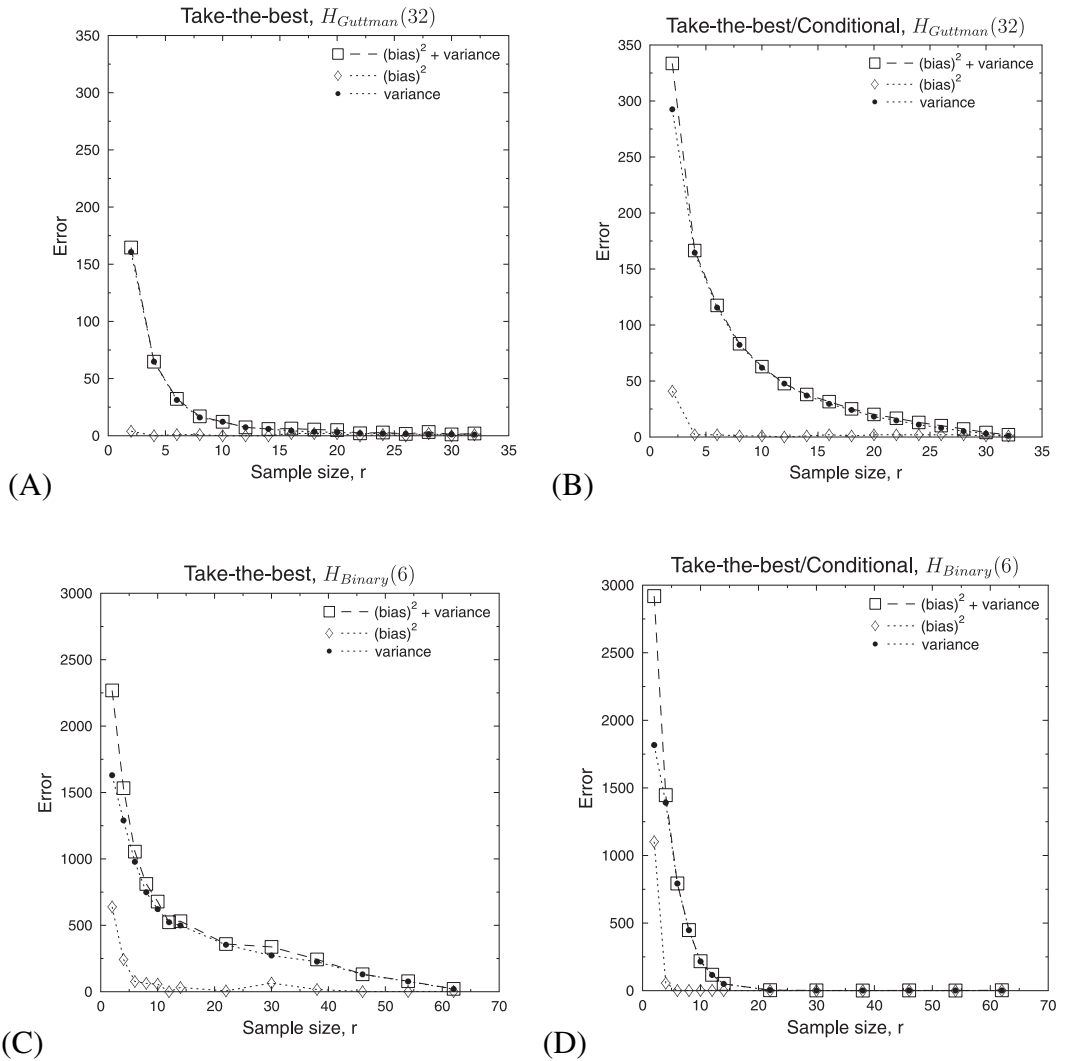 Take-the-best, H_Guttman(32)
(bias)² + variance
(bias)²
variance
350
300
250
200
150
100
50
0
Error
0 5 10 15 20 25 30 35
Sample size, r
(A)
Take-the-best/Conditional, H_Guttman(32)
(bias)² + variance
(bias)²
variance
350
300
250
200
150
100
50
0
Error
0 5 10 15 20 25 30 35
Sample size, r
(B)
Take-the-best, H_Binary(6)
(bias)² + variance
(bias)²
variance
3000
2500
2000
1500
1000
500
0
Error
0 10 20 30 40 50 60 70
Sample size, r
(C)
Take-the-best/Conditional, H_Binary(6)
(bias)² + variance
(bias)²
variance
3000
2500
2000
1500
1000
500
0
Error
0 10 20 30 40 50 60 70
Sample size, r
(D)